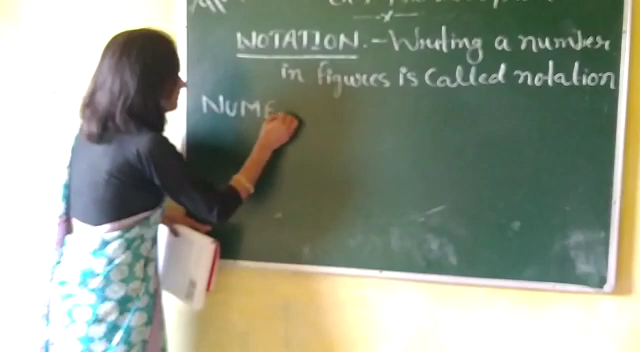 NOTATION.-Writing a number
in figures is called notation
NUME